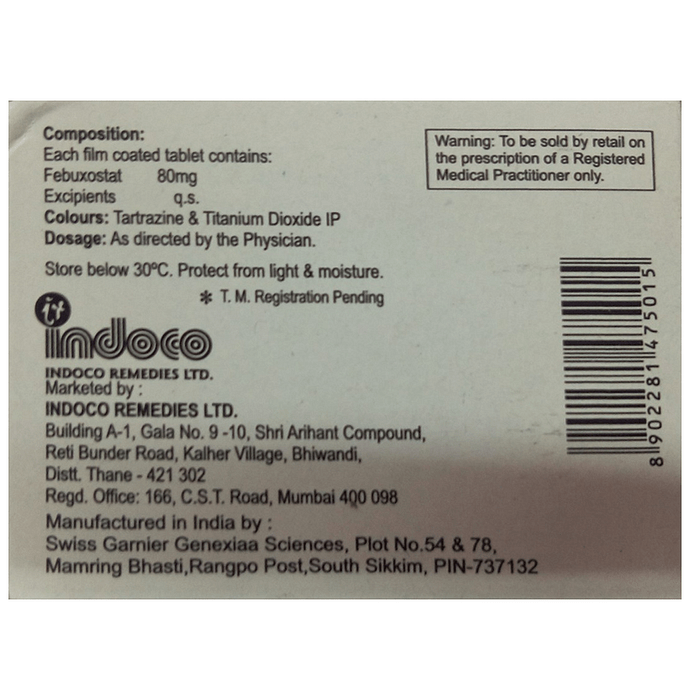 Composition:
Each film coated tablet contains:
Febuxostat 80mg
Excipients q.s.
Colours: Tartrazine & Titanium Dioxide IP
Dosage: As directed by the Physician.
Store below 30ºC. Protect from light & moisture.
✻ T. M. Registration Pending
Warning: To be sold by retail on
the prescription of a Registered
Medical Practitioner only.
indoco
INDOCO REMEDIES LTD.
Marketed by :
INDOCO REMEDIES LTD.
Building A-1, Gala No. 9 -10, Shri Arihant Compound,
Reti Bunder Road, Kalher Village, Bhiwandi,
Distt. Thane - 421 302
Regd. Office: 166, C.S.T. Road, Mumbai 400 098
Manufactured in India by :
Swiss Garnier Genexiaa Sciences, Plot No.54 & 78,
Mamring Bhasti,Rangpo Post,South Sikkim, PIN-737132
8 902281 475015